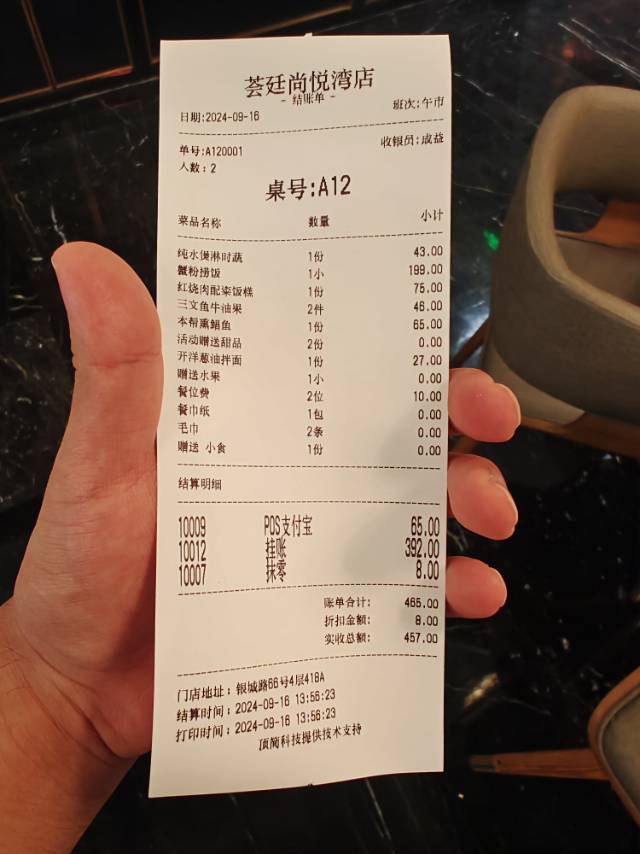 荟廷尚悦湾店
- 结账单 -
日期:2024-09-16 班次:午市
单号:A120001 收银员:成益
人数:2
桌号:A12
菜品名称 数量 小计
纯水煲淋时蔬 1份 43.00
蟹粉捞饭 1小 199.00
红烧肉配粢饭糕 1份 75.00
三文鱼牛油果 2件 46.00
本帮熏鲳鱼 1份 65.00
活动赠送甜品 2份 0.00
开洋葱油拌面 1份 27.00
赠送水果 1小 0.00
餐位费 2位 10.00
餐巾纸 1包 0.00
毛巾 2条 0.00
赠送 小食 1份 0.00
结算明细
10009 POS支付宝 65.00
10012 挂账 392.00
10007 抹零 8.00
账单合计: 465.00
折扣金额: 8.00
实收总额: 457.00
门店地址: 银城路66号4层418A
结算时间: 2024-09-16 13:56:23
打印时间: 2024-09-16 13:56:23
顶简科技提供技术支持